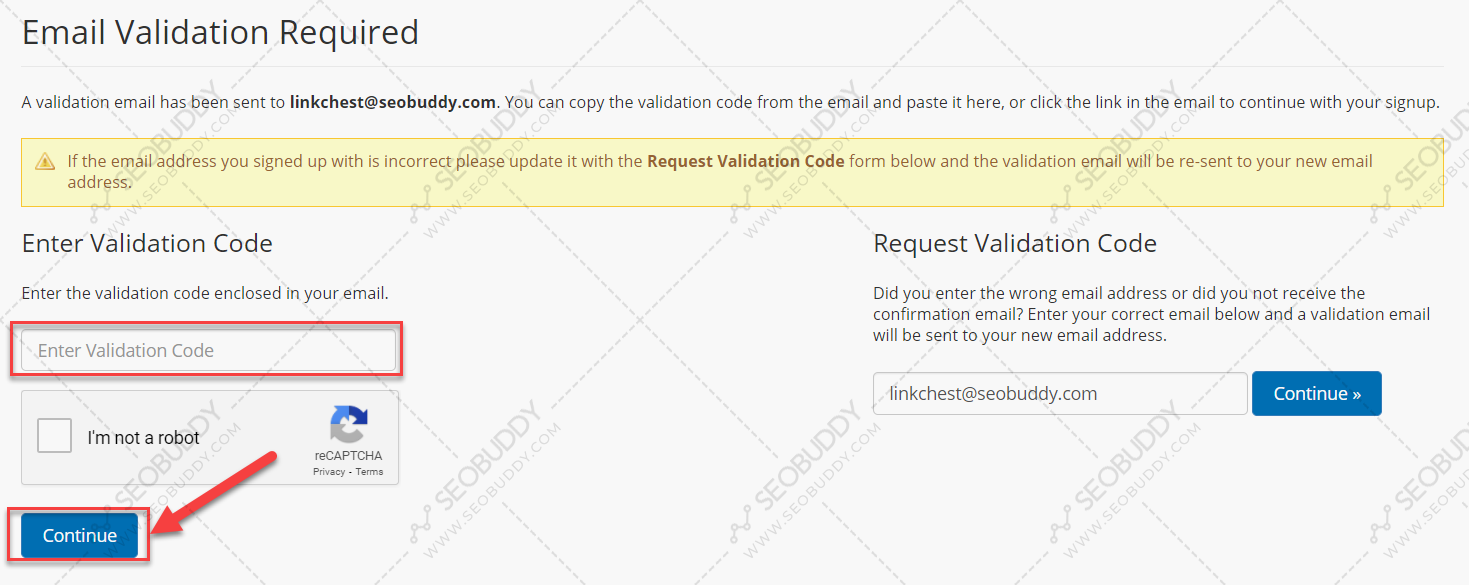 Email Validation Required
A validation email has been sent to linkchest@seobuddy.com. You can copy the validation code from the email and paste it here, or click the link in the email to continue with your signup.
If the email address you signed up with is incorrect please update it with the Request Validation Code form below and the validation email will be re-sent to your new email
address.
Enter Validation Code
Enter the validation code enclosed in your email.
Enter Validation Code
I'm not a robot
reCAPTCHA
Privacy - Terms
Continue
Request Validation Code
Did you enter the wrong email address or did you not receive the
confirmation email? Enter your correct email below and a validation email
will be sent to your new email address.
linkchest@seobuddy.com
Continue »
SEOBUDDY
WWW.SEOBUDDY.COM